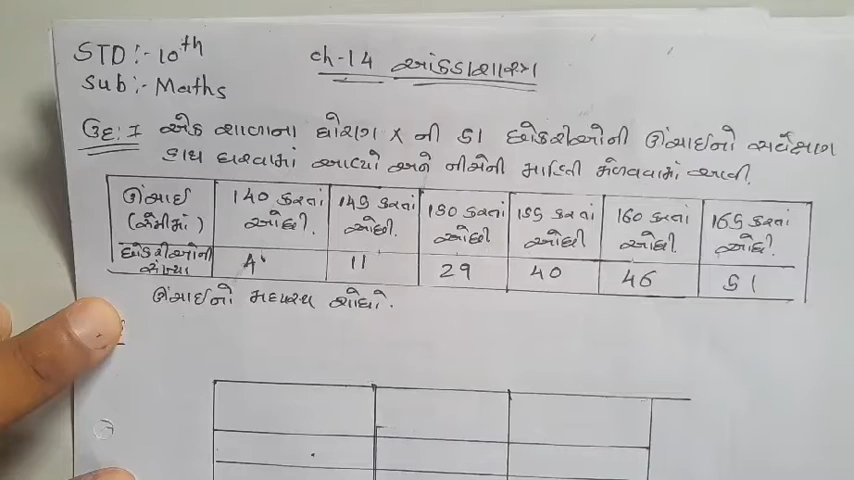 STD :- 10th
Sub :- Maths
ch-14 આંકડાશાસ્ત્ર
ઉદા: I એક શાળાના ધોરણ X ની 51 છોકરીઓની ઊંચાઈનો સર્વેક્ષણ
હાથ ધરવામાં આવ્યો અને નીચેની માહિતી મેળવવામાં આવી.
ઊંચાઈ (સેમીમાં) 140 કરતાં ઓછી. 145 કરતાં ઓછી. 150 કરતાં ઓછી 155 કરતાં ઓછી 160 કરતાં ઓછી. 165 કરતાં ઓછી.
છોકરીઓની સંખ્યા 4 11 29 40 46 51
ઊંચાઈનો મધ્યસ્થ શોધો.